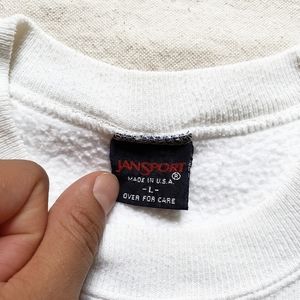 JANSPORT®
MADE IN U.S.A.
- L -
OVER FOR CARE